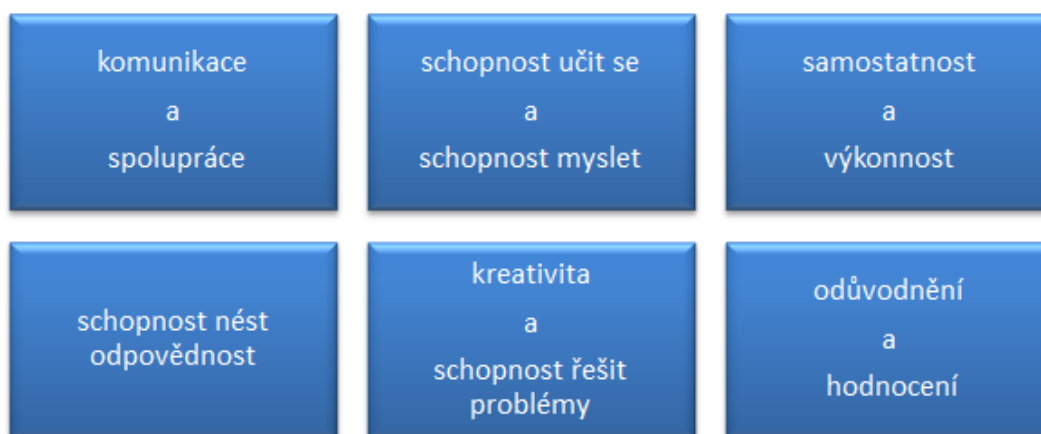 komunikace
a
spolupráce
schopnost učit se
a
schopnost myslet
samostatnost
a
výkonnost
schopnost nést
odpovědnost
kreativita
a
schopnost řešit
problémy
odůvodnění
a
hodnocení